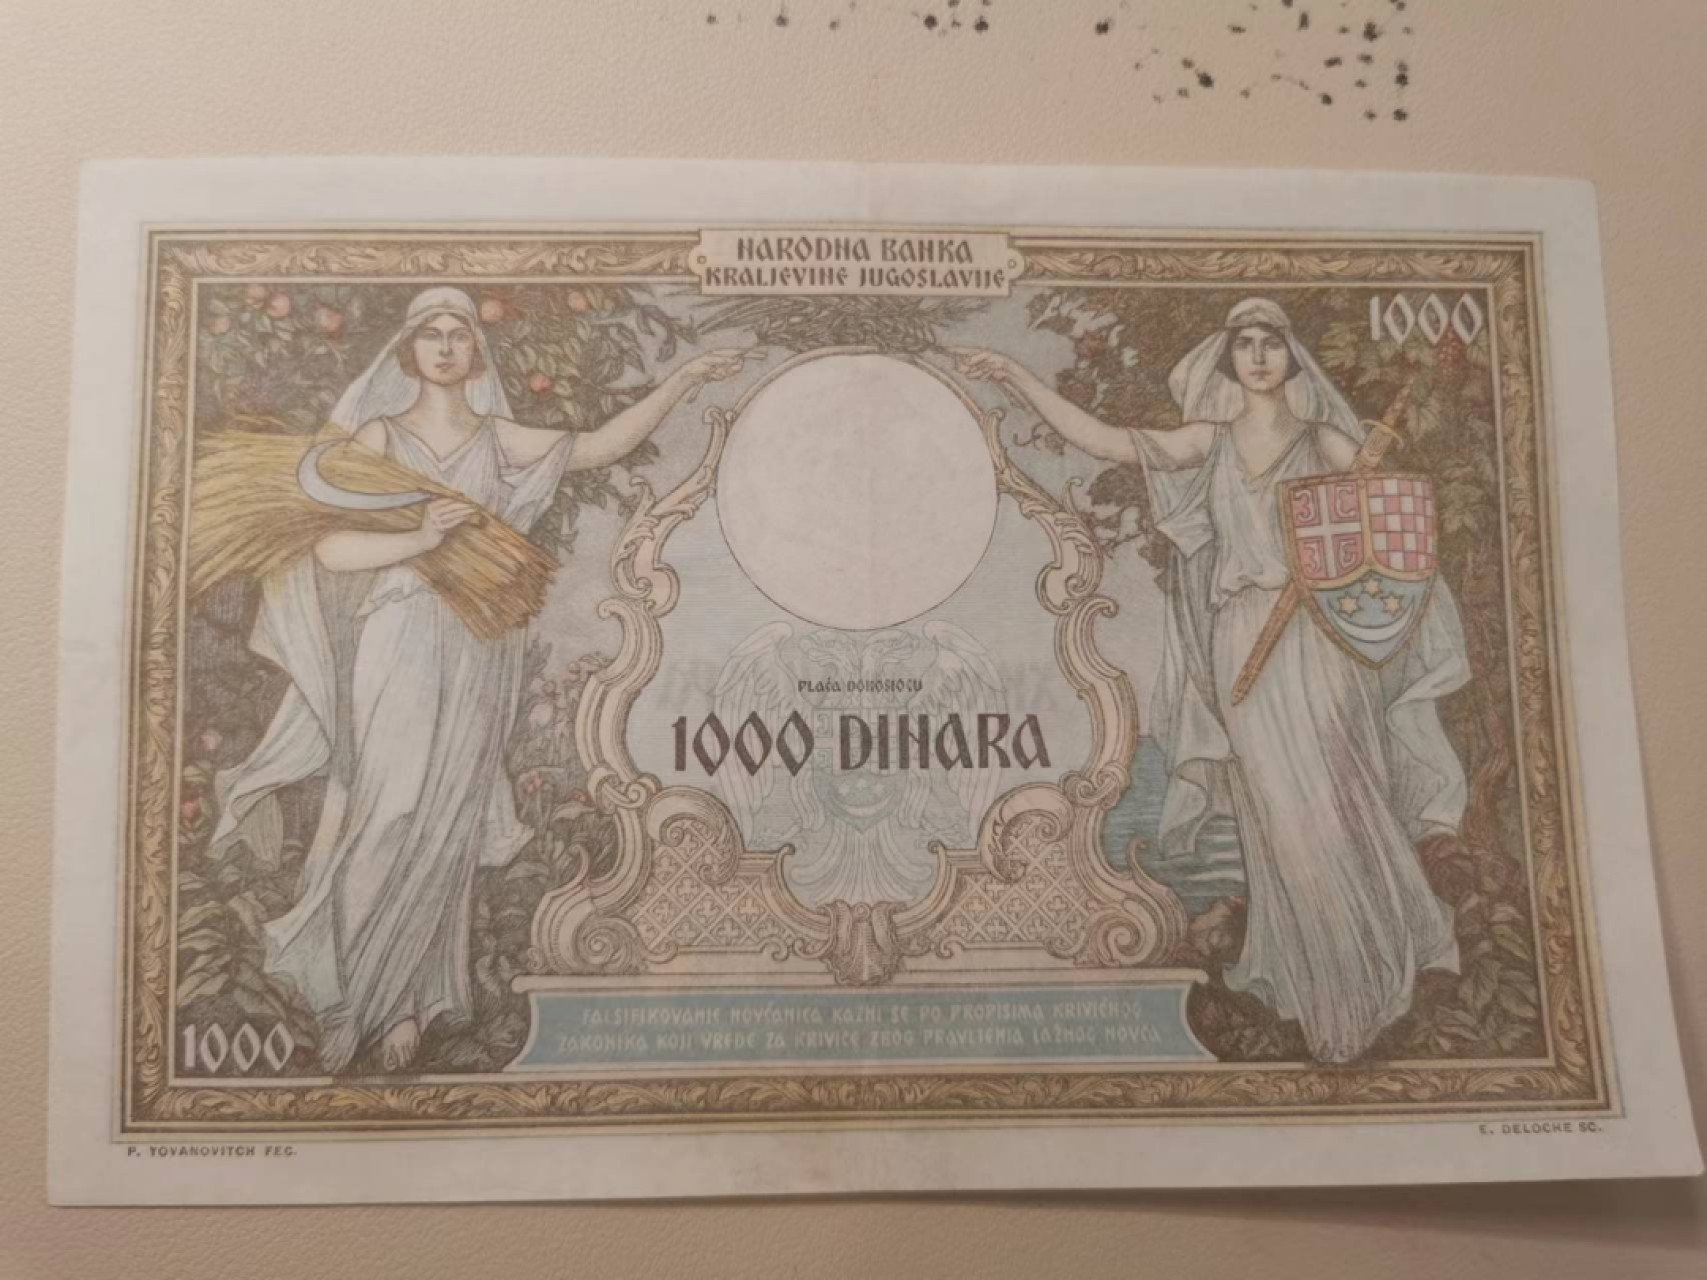 NARODNA BANKA
KRALJEVINE JUGOSLAVIJE
1000
PLAĆA DONOSIOCU
1000 DINARA
FALSIFIKOVANJE NOVČANICA KAZNI SE PO PROPISIMA KRIVIČNOG
ZAKONIKA KOJI VREDE ZA KRIVICE ZBOG PRAVLJENJA LAŽNOG NOVCA
1000
P. YOVANOVITCH FEC.
E. DELOCHE SC.